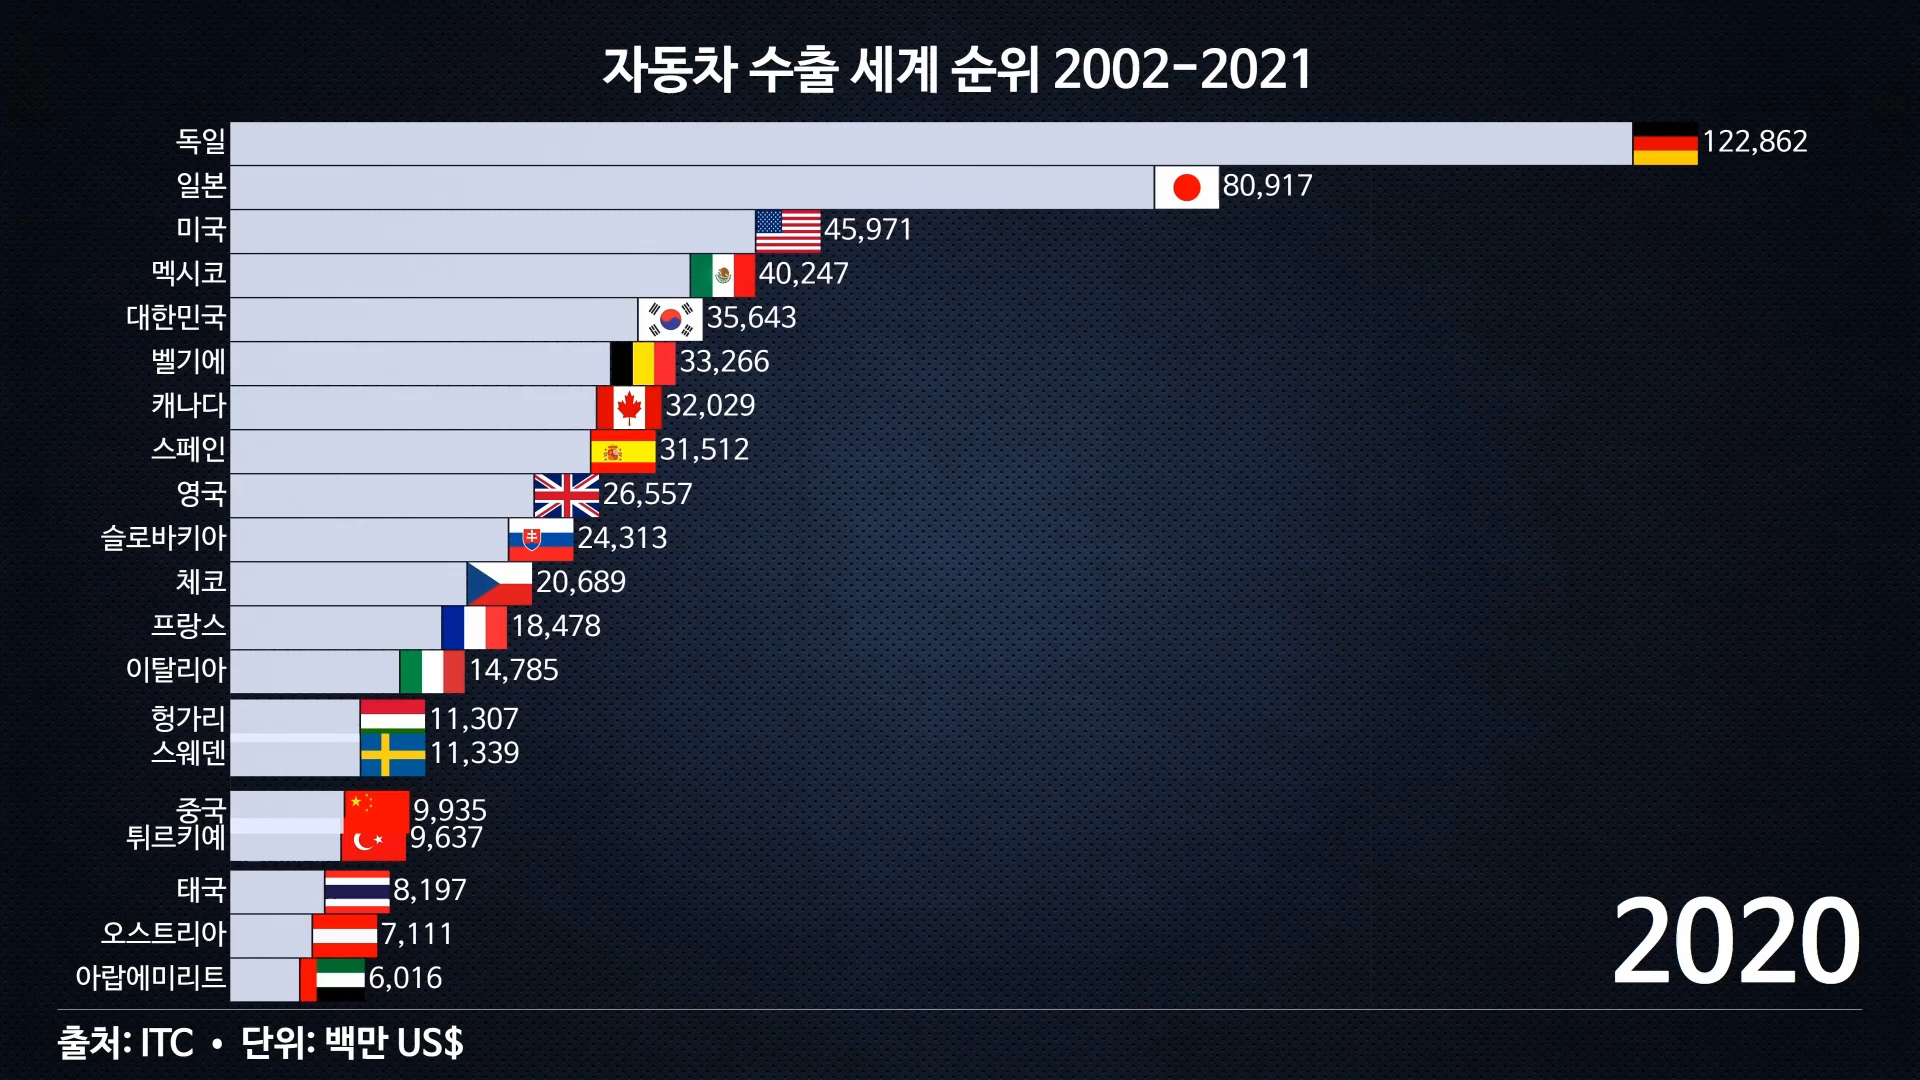 자동차 수출 세계 순위 2002-2021
독일 122,862
일본 80,917
미국 45,971
멕시코 40,247
대한민국 35,643
벨기에 33,266
캐나다 32,029
스페인 31,512
영국 26,557
슬로바키아 24,313
체코 20,689
프랑스 18,478
이탈리아 14,785
헝가리 11,307
스웨덴 11,339
중국 9,935
튀르키예 9,637
태국 8,197
오스트리아 7,111
아랍에미리트 6,016
2020
출처: ITC • 단위: 백만 US$